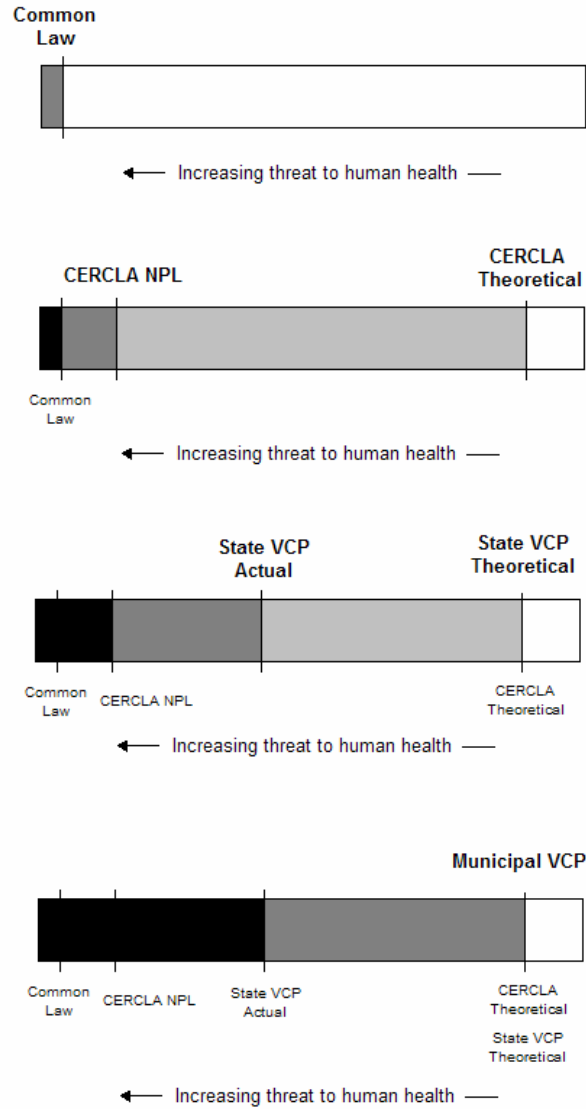 Common
Law
Increasing threat to human health
CERCLA NPL
CERCLA
Theoretical
Common
Law
Increasing threat to human health
State VCP
Actual
State VCP
Theoretical
Common
Law
CERCLA NPL
CERCLA
Theoretical
Increasing threat to human health
Municipal VCP
Common
Law
CERCLA NPL
State VCP
Actual
CERCLA
Theoretical
State VCP
Theoretical
Increasing threat to human health